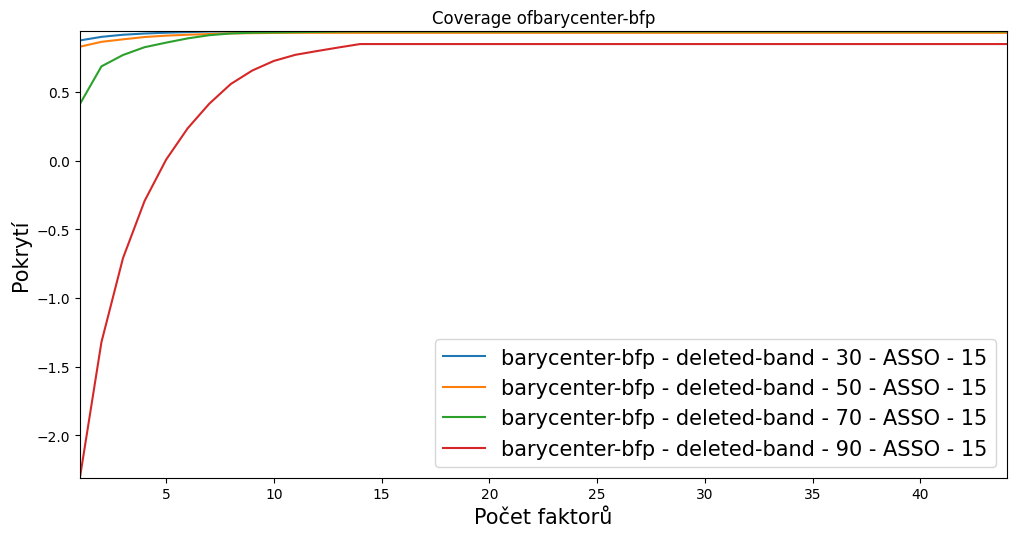 Coverage ofbarycenter-bfp
Pokrytí
0.5
0.0
−0.5
−1.0
−1.5
−2.0
barycenter-bfp - deleted-band - 30 - ASSO - 15
barycenter-bfp - deleted-band - 50 - ASSO - 15
barycenter-bfp - deleted-band - 70 - ASSO - 15
barycenter-bfp - deleted-band - 90 - ASSO - 15
5 10 15 20 25 30 35 40
Počet faktorů